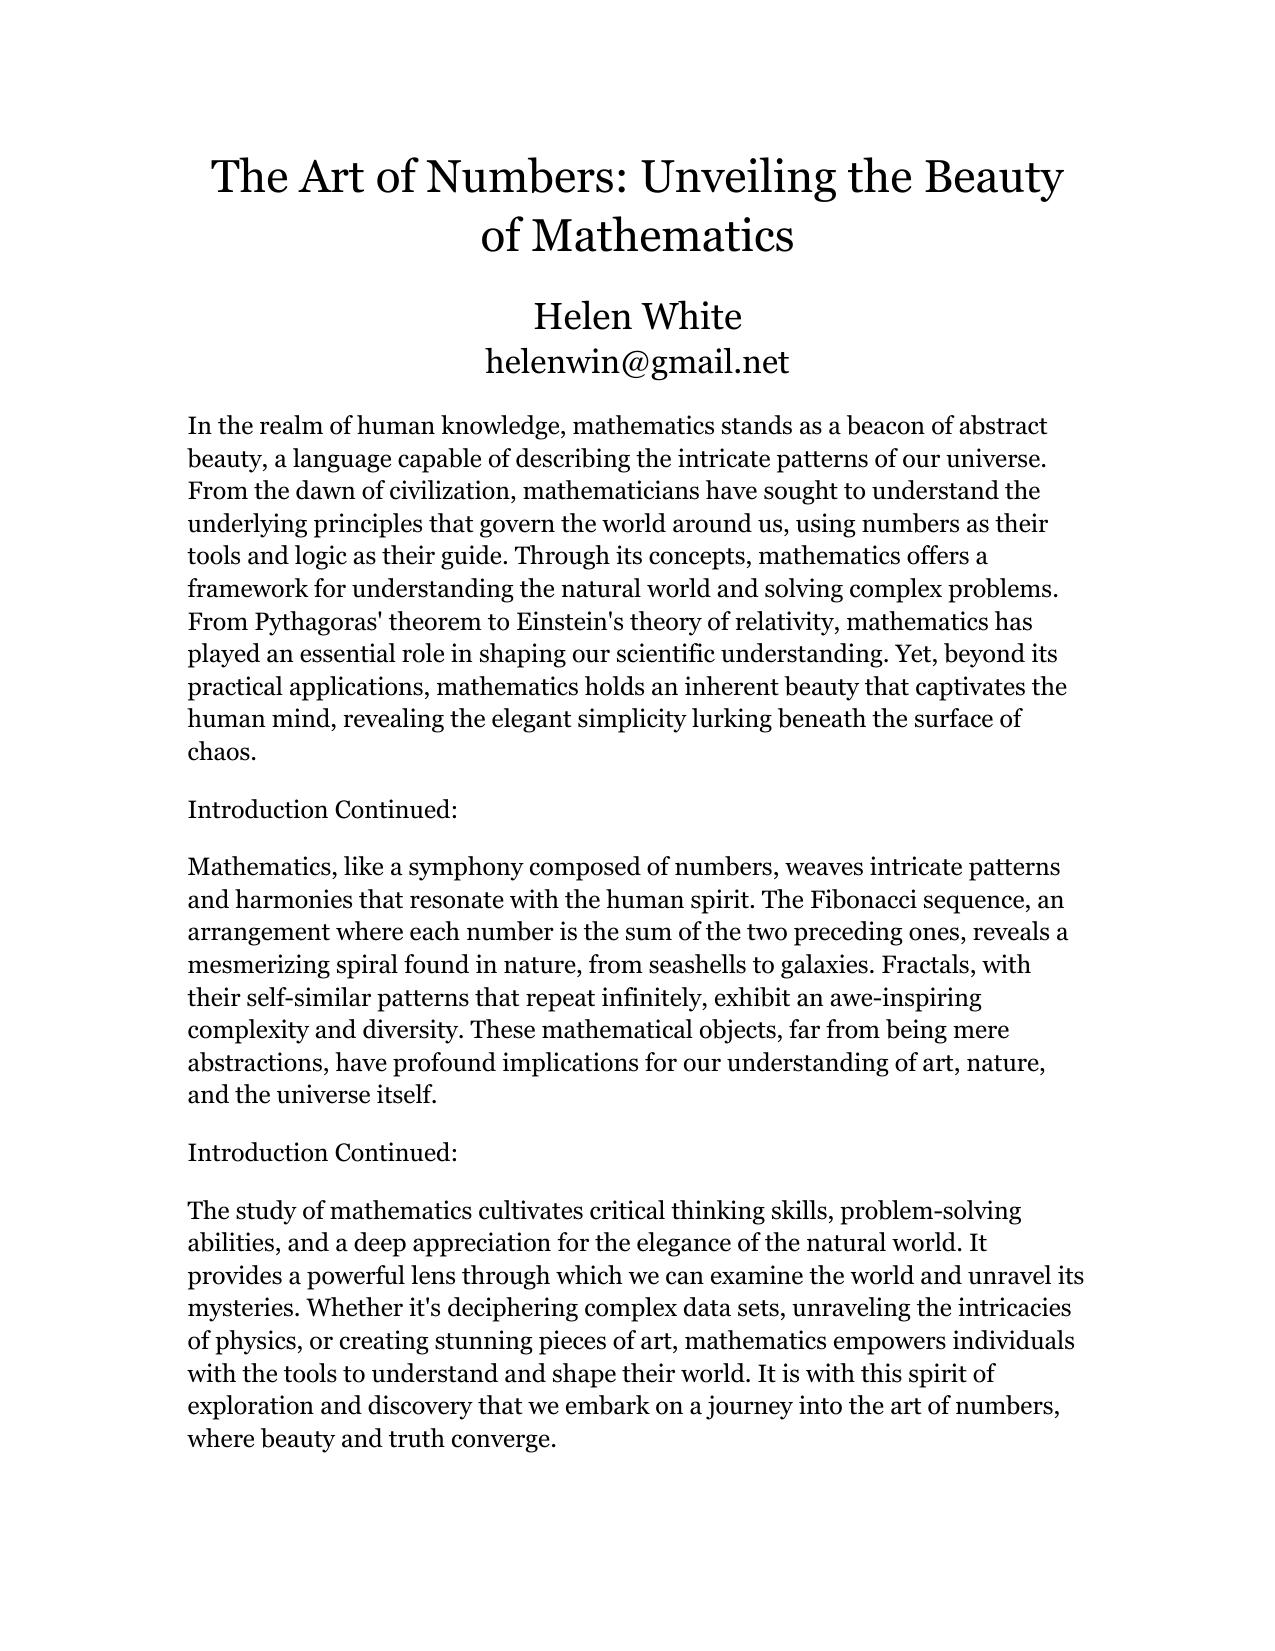 The Art of Numbers: Unveiling the Beauty
of Mathematics
Helen White
helenwin@gmail.net
In the realm of human knowledge, mathematics stands as a beacon of abstract
beauty, a language capable of describing the intricate patterns of our universe.
From the dawn of civilization, mathematicians have sought to understand the
underlying principles that govern the world around us, using numbers as their
tools and logic as their guide. Through its concepts, mathematics offers a
framework for understanding the natural world and solving complex problems.
From Pythagoras' theorem to Einstein's theory of relativity, mathematics has
played an essential role in shaping our scientific understanding. Yet, beyond its
practical applications, mathematics holds an inherent beauty that captivates the
human mind, revealing the elegant simplicity lurking beneath the surface of
chaos.
Introduction Continued:
Mathematics, like a symphony composed of numbers, weaves intricate patterns
and harmonies that resonate with the human spirit. The Fibonacci sequence, an
arrangement where each number is the sum of the two preceding ones, reveals a
mesmerizing spiral found in nature, from seashells to galaxies. Fractals, with
their self-similar patterns that repeat infinitely, exhibit an awe-inspiring
complexity and diversity. These mathematical objects, far from being mere
abstractions, have profound implications for our understanding of art, nature,
and the universe itself.
Introduction Continued:
The study of mathematics cultivates critical thinking skills, problem-solving
abilities, and a deep appreciation for the elegance of the natural world. It
provides a powerful lens through which we can examine the world and unravel its
mysteries. Whether it's deciphering complex data sets, unraveling the intricacies
of physics, or creating stunning pieces of art, mathematics empowers individuals
with the tools to understand and shape their world. It is with this spirit of
exploration and discovery that we embark on a journey into the art of numbers,
where beauty and truth converge.